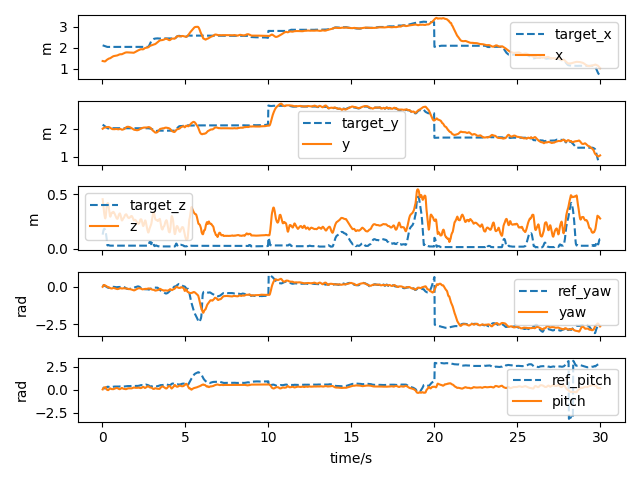 3
2
1
m
target_x
x
2
1
m
target_y
y
0.5
0.0
m
target_z
z
0.0
−2.5
rad
ref_yaw
yaw
2.5
0.0
−2.5
rad
ref_pitch
pitch
0 5 10 15 20 25 30
time/s